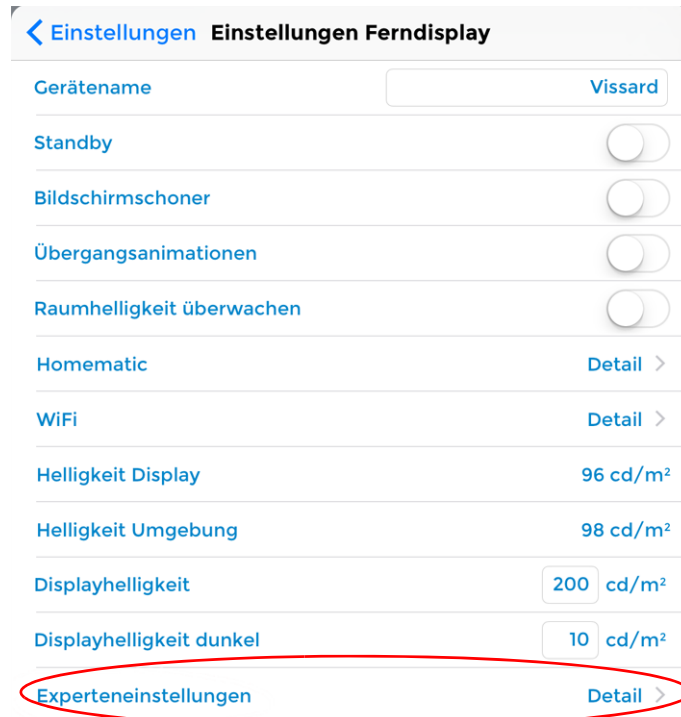 Einstellungen Einstellungen Ferndisplay
Gerätename Vissard
Standby
Bildschirmschoner
Übergangsanimationen
Raumhelligkeit überwachen
Homematic Detail
WiFi Detail
Helligkeit Display 96 cd/m²
Helligkeit Umgebung 98 cd/m²
Displayhelligkeit 200 cd/m²
Displayhelligkeit dunkel 10 cd/m²
Experteneinstellungen Detail